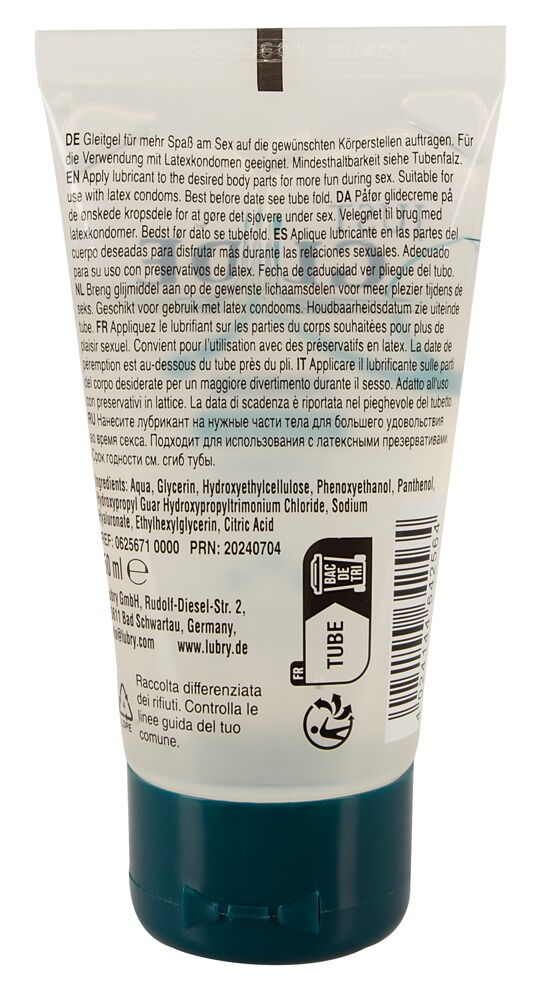 08/27
DE Gleitgel für mehr Spaß am Sex auf die gewünschten Körperstellen auftragen. Für
die Verwendung mit Latexkondomen geeignet. Mindesthaltbarkeit siehe Tubenfalz.
EN Apply lubricant to the desired body parts for more fun during sex. Suitable for
use with latex condoms. Best before date see tube fold. DA Påfør glidecreme på
de ønskede kropsdele for at gøre det sjovere under sex. Velegnet til brug med
latexkondomer. Bedst før dato se tubefold. ES Aplique lubricante en las partes del
cuerpo deseadas para disfrutar más durante las relaciones sexuales. Adecuado
para su uso con preservativos de latex. Fecha de caducidad ver pliegue del tubo.
NL Breng glijmiddel aan op de gewenste lichaamsdelen voor meer plezier tijdens de
seks. Geschikt voor gebruik met latex condooms. Houdbaarheidsdatum zie uiteinde
tube. FR Appliquez le lubrifiant sur les parties du corps souhaitées pour plus de
plaisir sexuel. Convient pour l'utilisation avec des préservatifs en latex. La date de
péremption est au-dessous du tube près du pli. IT Applicare il lubrificante sulle parti
del corpo desiderate per un maggiore divertimento durante il sesso. Adatto all'uso
con preservativi in lattice. La data di scadenza è riportata nel pieghevole del tubetto.
RU Нанесите лубрикант на нужные части тела для большего удовольствия
во время секса. Подходит для использования с латексными презервативами.
Срок годности см. сгиб тубы.
Ingredients: Aqua, Glycerin, Hydroxyethylcellulose, Phenoxyethanol, Panthenol,
Hydroxypropyl Guar Hydroxypropyltrimonium Chloride, Sodium
Hyaluronate, Ethylhexylglycerin, Citric Acid
REF: 0625671 0000 PRN: 20240704
50 ml e
Lubry GmbH, Rudolf-Diesel-Str. 2,
Bad Schwartau, Germany,
www.lubry.de
BAC
DE
TRI
FR
TUBE
Raccolta differenziata
dei rifiuti. Controlla le
linee guida del tuo
comune.